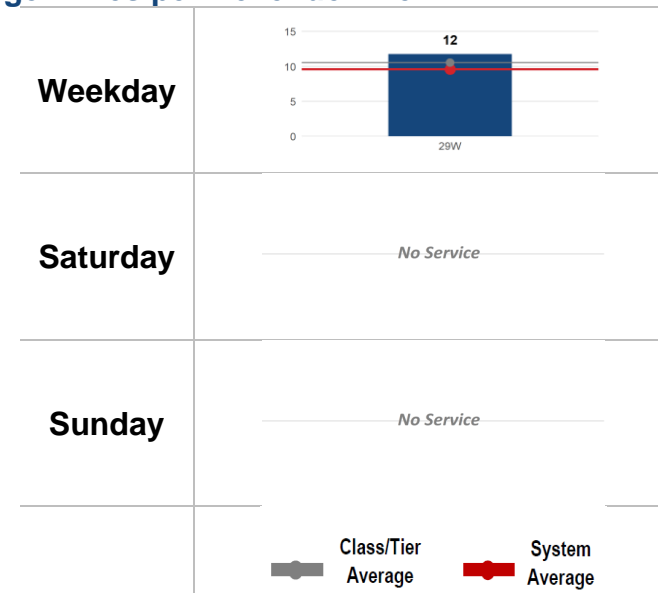 Weekday
15
12
10
5
0
29W
Saturday
No Service
Sunday
No Service
Class/Tier
Average
System
Average